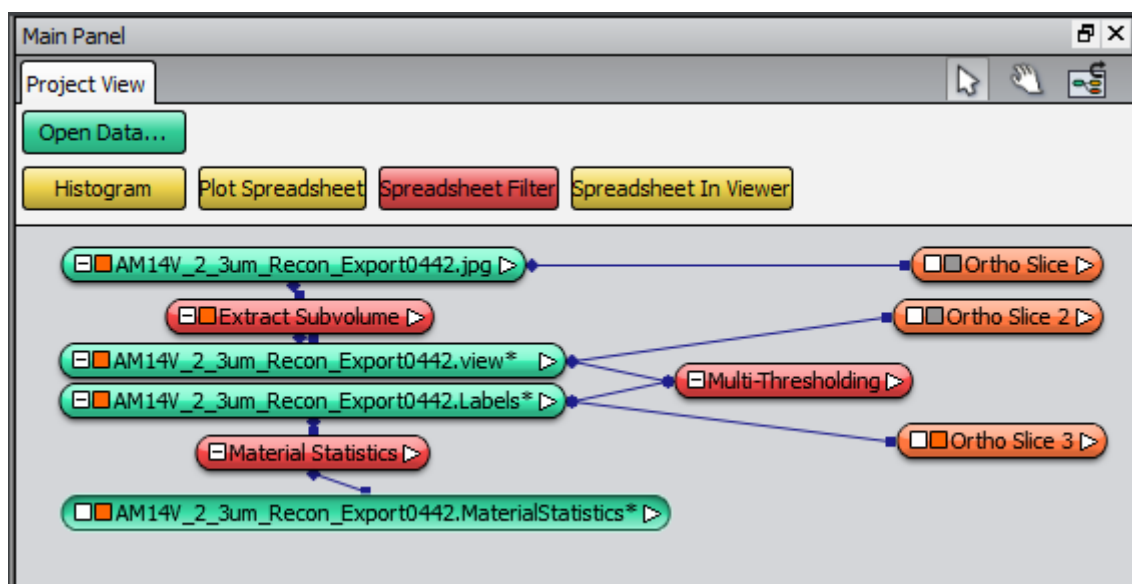 Main Panel
Project View
Open Data...
Histogram Plot Spreadsheet Spreadsheet Filter Spreadsheet In Viewer
AM14V_2_3um_Recon_Export0442.jpg Ortho Slice
Extract Subvolume Ortho Slice 2
AM14V_2_3um_Recon_Export0442.view*
Multi-Thresholding
AM14V_2_3um_Recon_Export0442.Labels*
Material Statistics Ortho Slice 3
AM14V_2_3um_Recon_Export0442.MaterialStatistics*